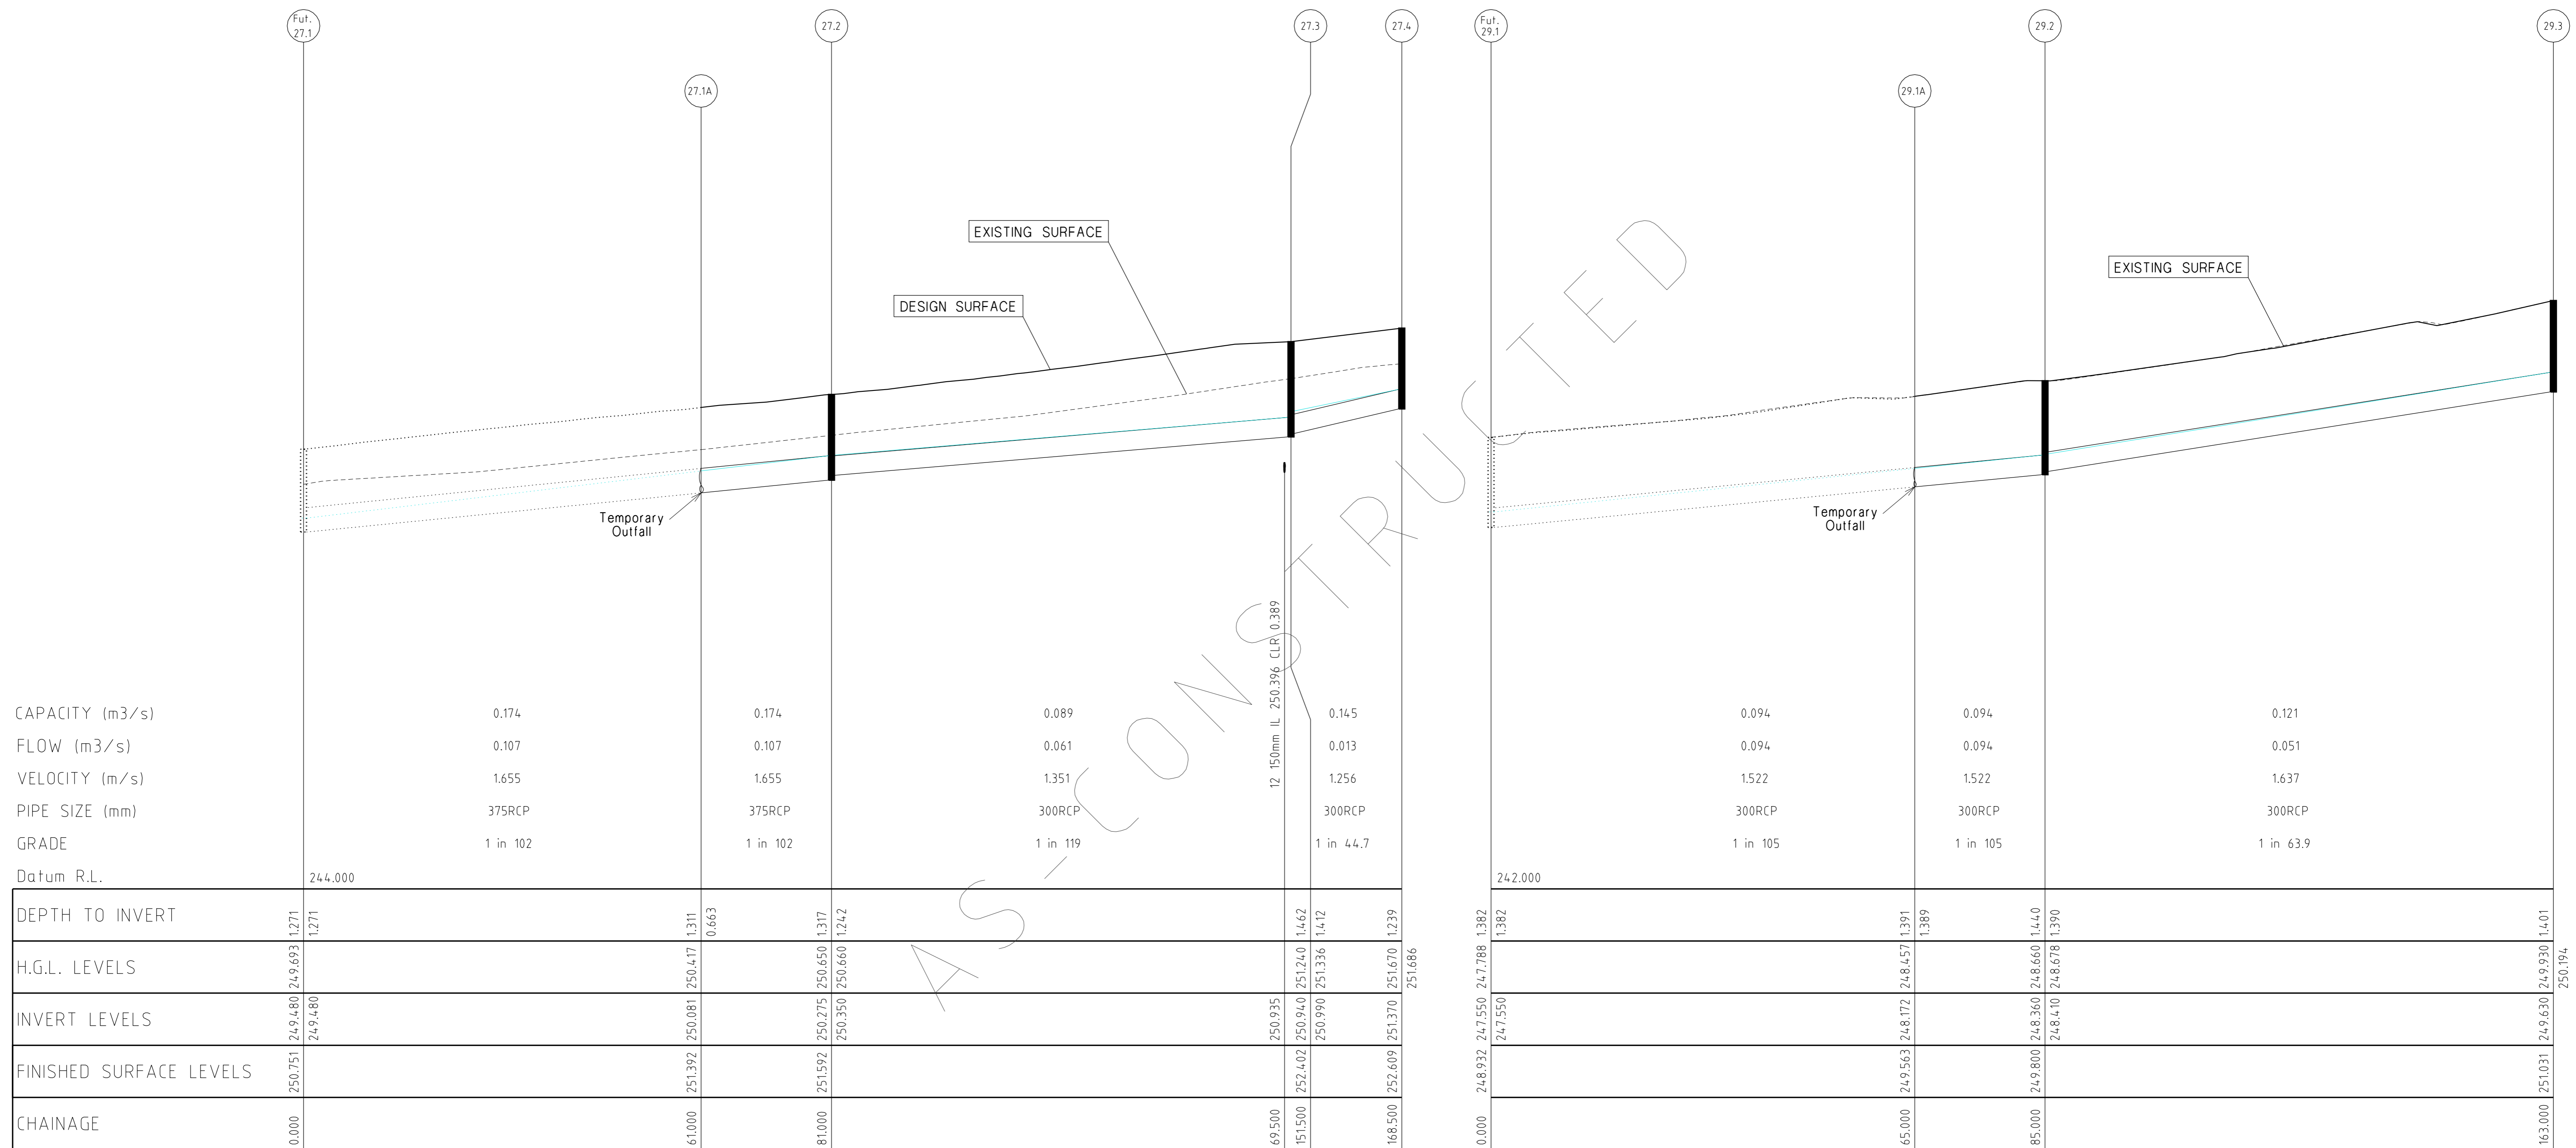 Fut. 27.1
27.2
27.3
27.4
Fut. 29.1
29.2
29.3
27.1A
29.1A
EXISTING SURFACE
DESIGN SURFACE
EXISTING SURFACE
Temporary
Outfall
Temporary
Outfall
AS-CONSTRUCTED
12 150mm IL 250.396 CLR 0.389
CAPACITY (m3/s) 0.174 0.174 0.089 0.145 0.094 0.094 0.121
FLOW (m3/s) 0.107 0.107 0.061 0.013 0.094 0.094 0.051
VELOCITY (m/s) 1.655 1.655 1.351 1.256 1.522 1.522 1.637
PIPE SIZE (mm) 375RCP 375RCP 300RCP 300RCP 300RCP 300RCP 300RCP
GRADE 1 in 102 1 in 102 1 in 119 1 in 44.7 1 in 105 1 in 105 1 in 63.9
Datum R.L. 244.000 242.000
DEPTH TO INVERT 1.271 1.271 1.311 0.663 1.317 1.242 1.462 1.412 1.239 1.382 1.382 1.391 1.389 1.440 1.390 1.401
H.G.L. LEVELS 249.693 250.417 250.650 250.660 251.240 251.336 251.670 251.686 247.788 248.457 248.660 248.678 249.930 250.194
INVERT LEVELS 249.480 249.480 250.081 250.275 250.350 250.935 250.940 250.990 251.370 247.550 247.550 248.172 248.360 248.410 249.630
FINISHED SURFACE LEVELS 250.751 251.392 251.592 252.402 252.609 248.932 249.563 249.800 251.031
CHAINAGE 0.000 61.000 81.000 69.500 151.500 168.500 0.000 65.000 85.000 163.000